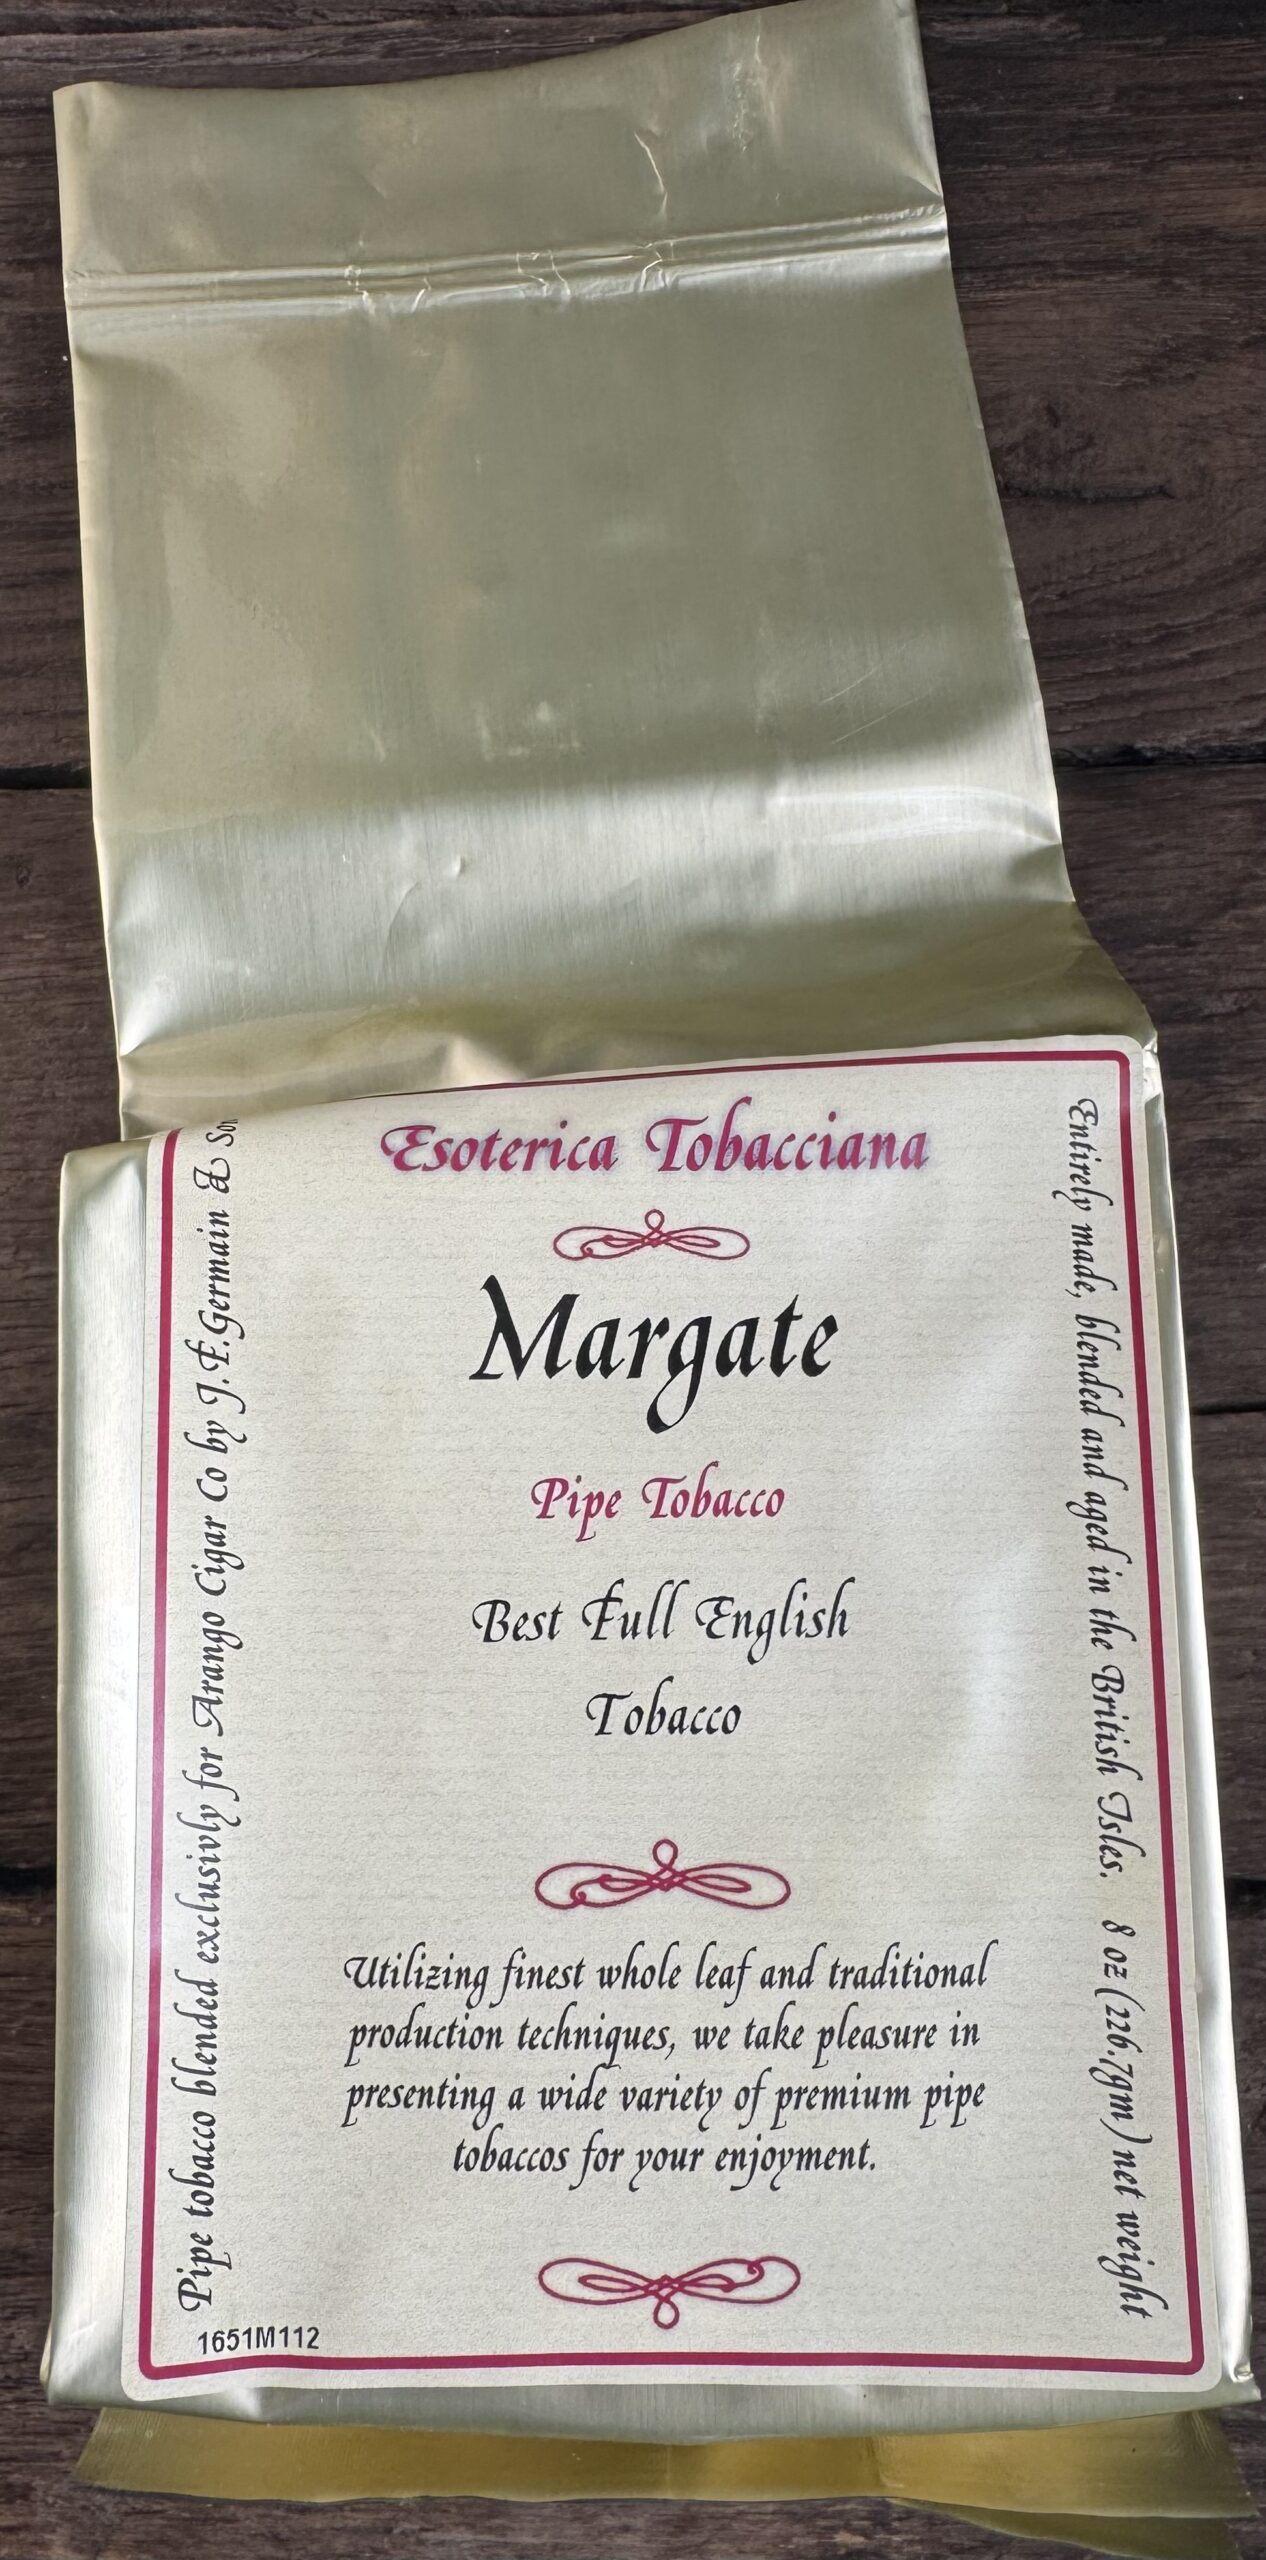 Esoterica Tobacciana
Margate
Pipe Tobacco
Best Full English
Tobacco
Utilizing finest whole leaf and traditional
production techniques, we take pleasure in
presenting a wide variety of premium pipe
tobaccos for your enjoyment.
Pipe tobacco blended exclusivly for Arango Cigar Co by J.F.Germain & Son
Entirely made, blended and aged in the British Isles. 8 oz (226.7gm) net weight
1651M112